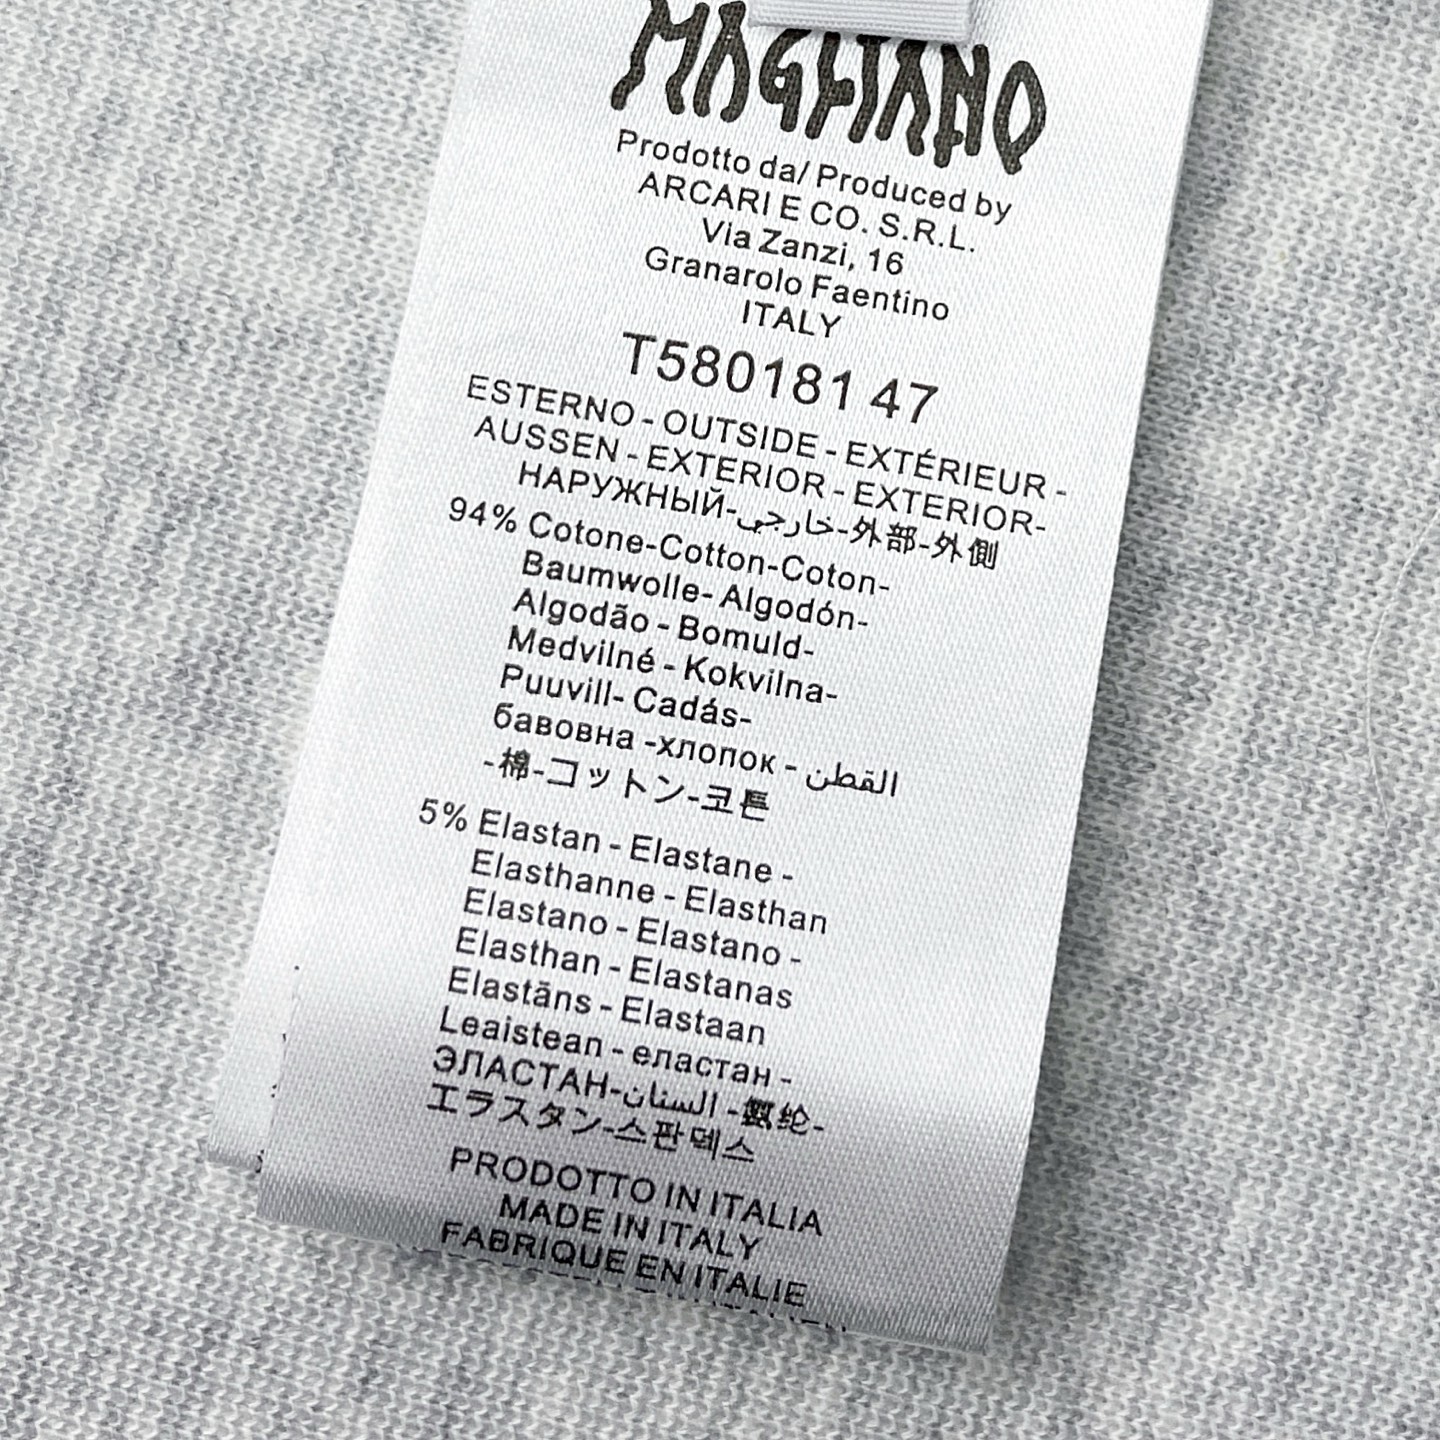 MAGLIANO
Prodotto da/ Produced by
ARCARI E CO. S.R.L.
Via Zanzi, 16
Granarolo Faentino
ITALY
T580181 47
ESTERNO - OUTSIDE - EXTÉRIEUR -
AUSSEN - EXTERIOR - EXTERIOR-
НАРУЖНЫЙ-خارجي-外部-外側
94% Cotone-Cotton-Coton-
Baumwolle- Algodón-
Algodão - Bomuld-
Medvilné - Kokvilna-
Puuvill- Cadás-
бавовна -хлопок - القطن
-棉-コットン-코튼
5% Elastan - Elastane -
Elasthanne - Elasthan
Elastano - Elastano -
Elasthan - Elastanas
Elastāns - Elastaan
Leaistean - еластан -
ЭЛАСТАН-السنان -氨纶-
エラスタン-스판덱스
PRODOTTO IN ITALIA
MADE IN ITALY
FABRIQUE EN ITALIE